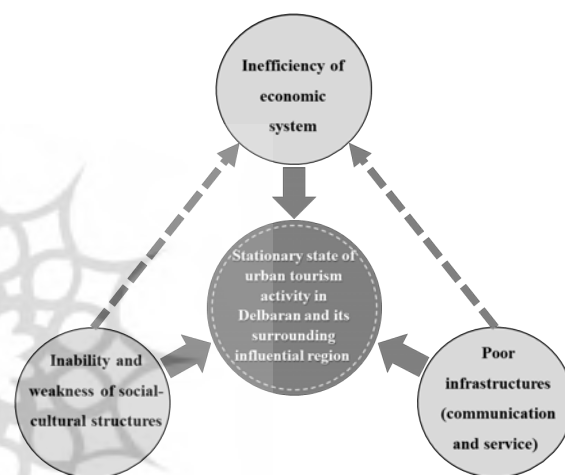 Inefficiency of
economic
system
Stationary state of
urban tourism
activity in
Delbaran and its
surrounding
influential region
Inability and
weakness of social-
cultural structures
Poor
infrastructures
(communication
and service)